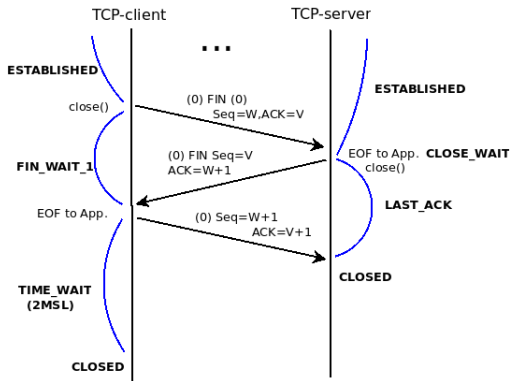 TCP-client
TCP-server
...
ESTABLISHED
close()
(0) FIN (0)
Seq=W,ACK=V
ESTABLISHED
(0) FIN Seq=V
ACK=W+1
EOF to App. CLOSE_WAIT
close()
FIN_WAIT_1
LAST_ACK
EOF to App.
(0) Seq=W+1
ACK=V+1
CLOSED
TIME_WAIT
(2MSL)
CLOSED